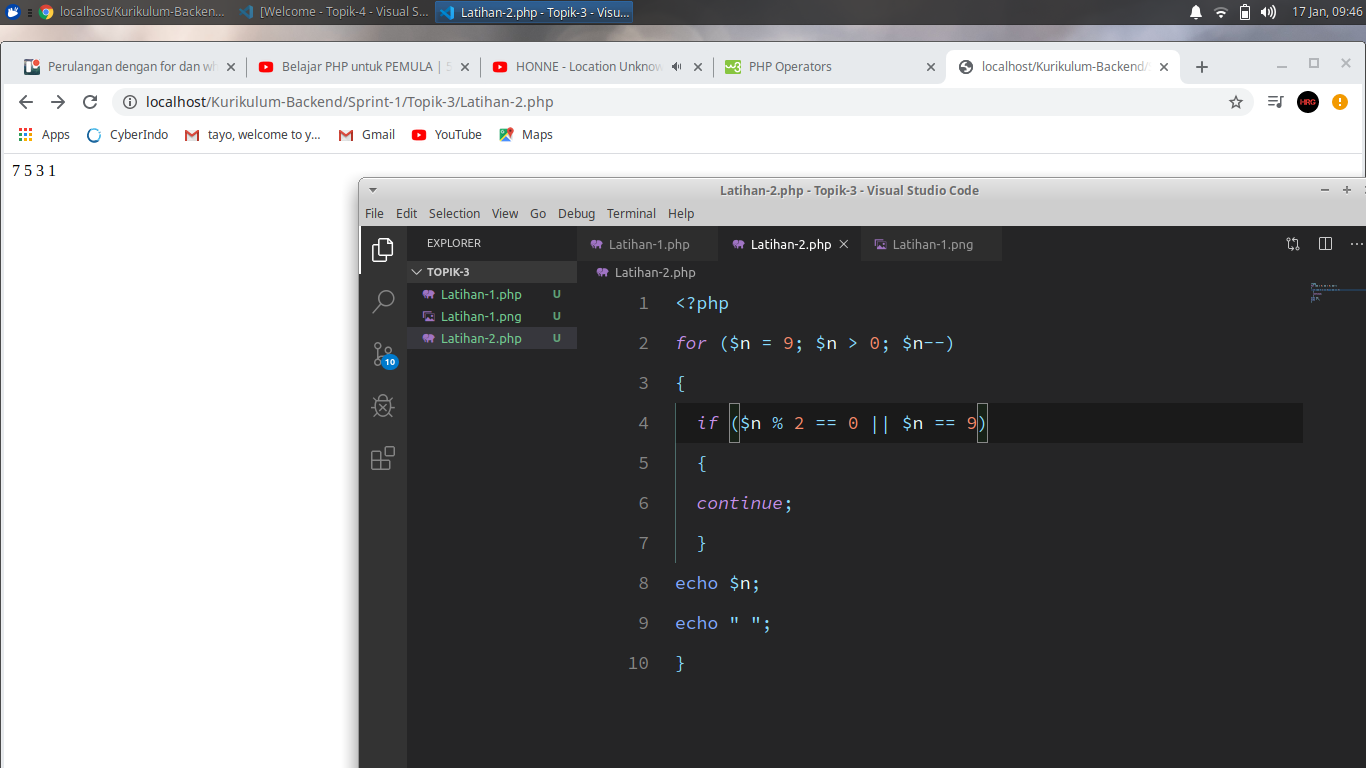 localhost/Kurikulum-Backen... [Welcome - Topik-4 - Visual S... Latihan-2.php - Topik-3 - Visu... 17 Jan, 09:46
Perulangan dengan for dan wh Belajar PHP untuk PEMULA | HONNE - Location Unknow PHP Operators localhost/Kurikulum-Backend/
localhost/Kurikulum-Backend/Sprint-1/Topik-3/Latihan-2.php HRG
Apps CyberIndo tayo, welcome to y... Gmail YouTube Maps
7 5 3 1
Latihan-2.php - Topik-3 - Visual Studio Code
File Edit Selection View Go Debug Terminal Help
EXPLORER Latihan-1.php Latihan-2.php Latihan-1.png
TOPIK-3 Latihan-2.php
Latihan-1.php U
Latihan-1.png U
Latihan-2.php U
10
1 <?php
2 for ($n = 9; $n > 0; $n--)
3 {
4 if ($n % 2 == 0 || $n == 9)
5 {
6 continue;
7 }
8 echo $n;
9 echo " ";
10 }